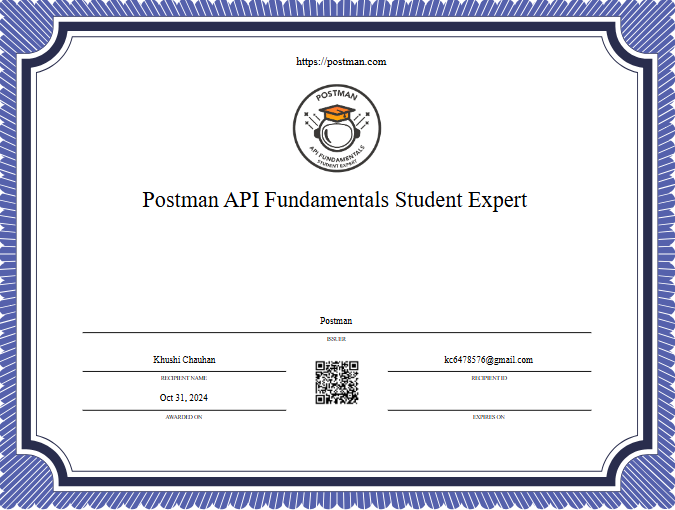 https://postman.com
POSTMAN
API FUNDAMENTALS
STUDENT EXPERT
Postman API Fundamentals Student Expert
Postman
ISSUER
Khushi Chauhan
kc6478576@gmail.com
RECIPIENT NAME
RECIPIENT ID
Oct 31, 2024
AWARDED ON
EXPIRES ON